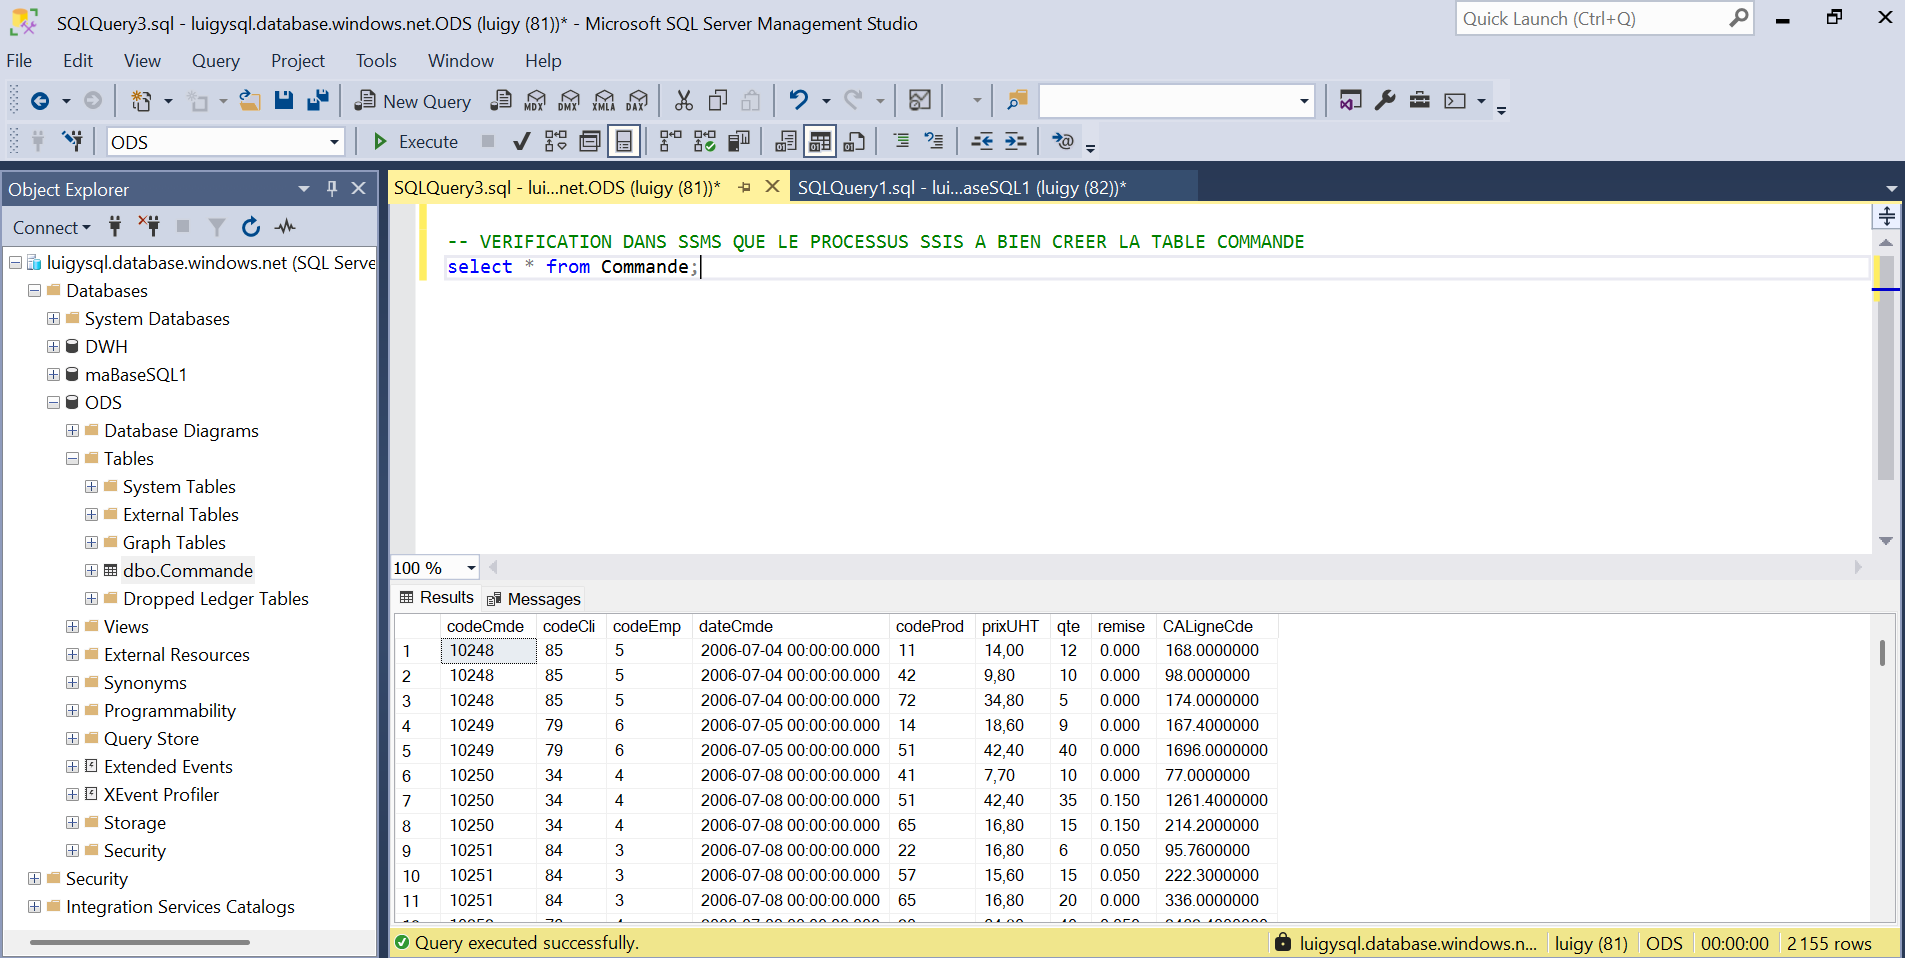 SQLQuery3.sql - luigysql.database.windows.net.ODS (luigy (81))* - Microsoft SQL Server Management Studio
Quick Launch (Ctrl+Q)
File Edit View Query Project Tools Window Help
New Query MDX DMX XMLA DAX
ODS Execute
Object Explorer
SQLQuery3.sql - lui...net.ODS (luigy (81))* SQLQuery1.sql - lui...aseSQL1 (luigy (82))*
Connect
luigysql.database.windows.net (SQL Serve
Databases
System Databases
DWH
maBaseSQL1
ODS
Database Diagrams
Tables
System Tables
External Tables
Graph Tables
dbo.Commande
Dropped Ledger Tables
Views
External Resources
Synonyms
Programmability
Query Store
Extended Events
XEvent Profiler
Storage
Security
Security
Integration Services Catalogs
-- VERIFICATION DANS SSMS QUE LE PROCESSUS SSIS A BIEN CREER LA TABLE COMMANDE
select * from Commande;
100 %
Results Messages
codeCmde codeCli codeEmp dateCmde codeProd prixUHT qte remise CALigneCde
1 10248 85 5 2006-07-04 00:00:00.000 11 14,00 12 0.000 168.0000000
2 10248 85 5 2006-07-04 00:00:00.000 42 9,80 10 0.000 98.0000000
3 10248 85 5 2006-07-04 00:00:00.000 72 34,80 5 0.000 174.0000000
4 10249 79 6 2006-07-05 00:00:00.000 14 18,60 9 0.000 167.4000000
5 10249 79 6 2006-07-05 00:00:00.000 51 42,40 40 0.000 1696.0000000
6 10250 34 4 2006-07-08 00:00:00.000 41 7,70 10 0.000 77.0000000
7 10250 34 4 2006-07-08 00:00:00.000 51 42,40 35 0.150 1261.4000000
8 10250 34 4 2006-07-08 00:00:00.000 65 16,80 15 0.150 214.2000000
9 10251 84 3 2006-07-08 00:00:00.000 22 16,80 6 0.050 95.7600000
10 10251 84 3 2006-07-08 00:00:00.000 57 15,60 15 0.050 222.3000000
11 10251 84 3 2006-07-08 00:00:00.000 65 16,80 20 0.000 336.0000000
Query executed successfully. luigysql.database.windows.n... luigy (81) ODS 00:00:00 2 155 rows